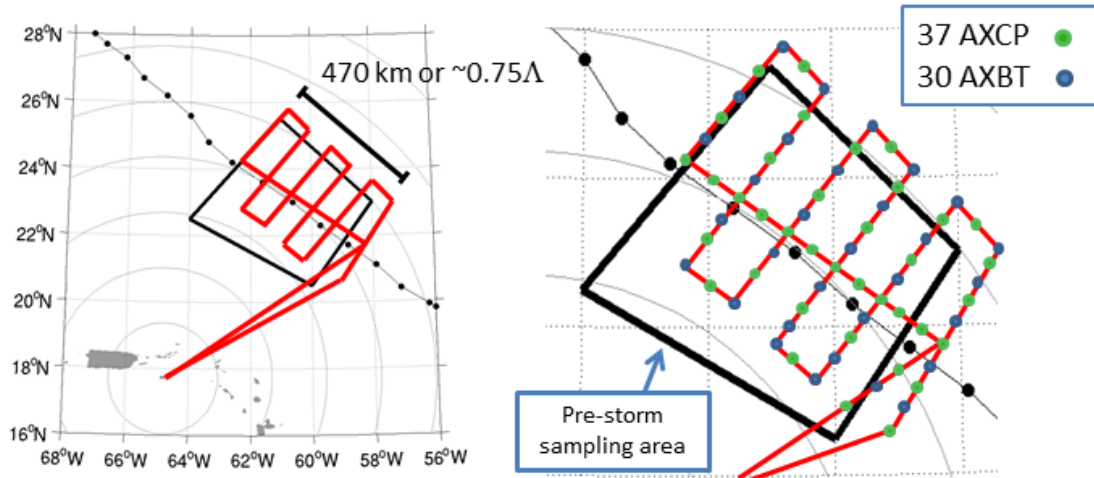 28°N
26°N
24°N
22°N
20°N
18°N
16°N
68°W 66°W 64°W 62°W 60°W 58°W 56°W
470 km or ~0.75Λ
37 AXCP
30 AXBT
Pre-storm
sampling area